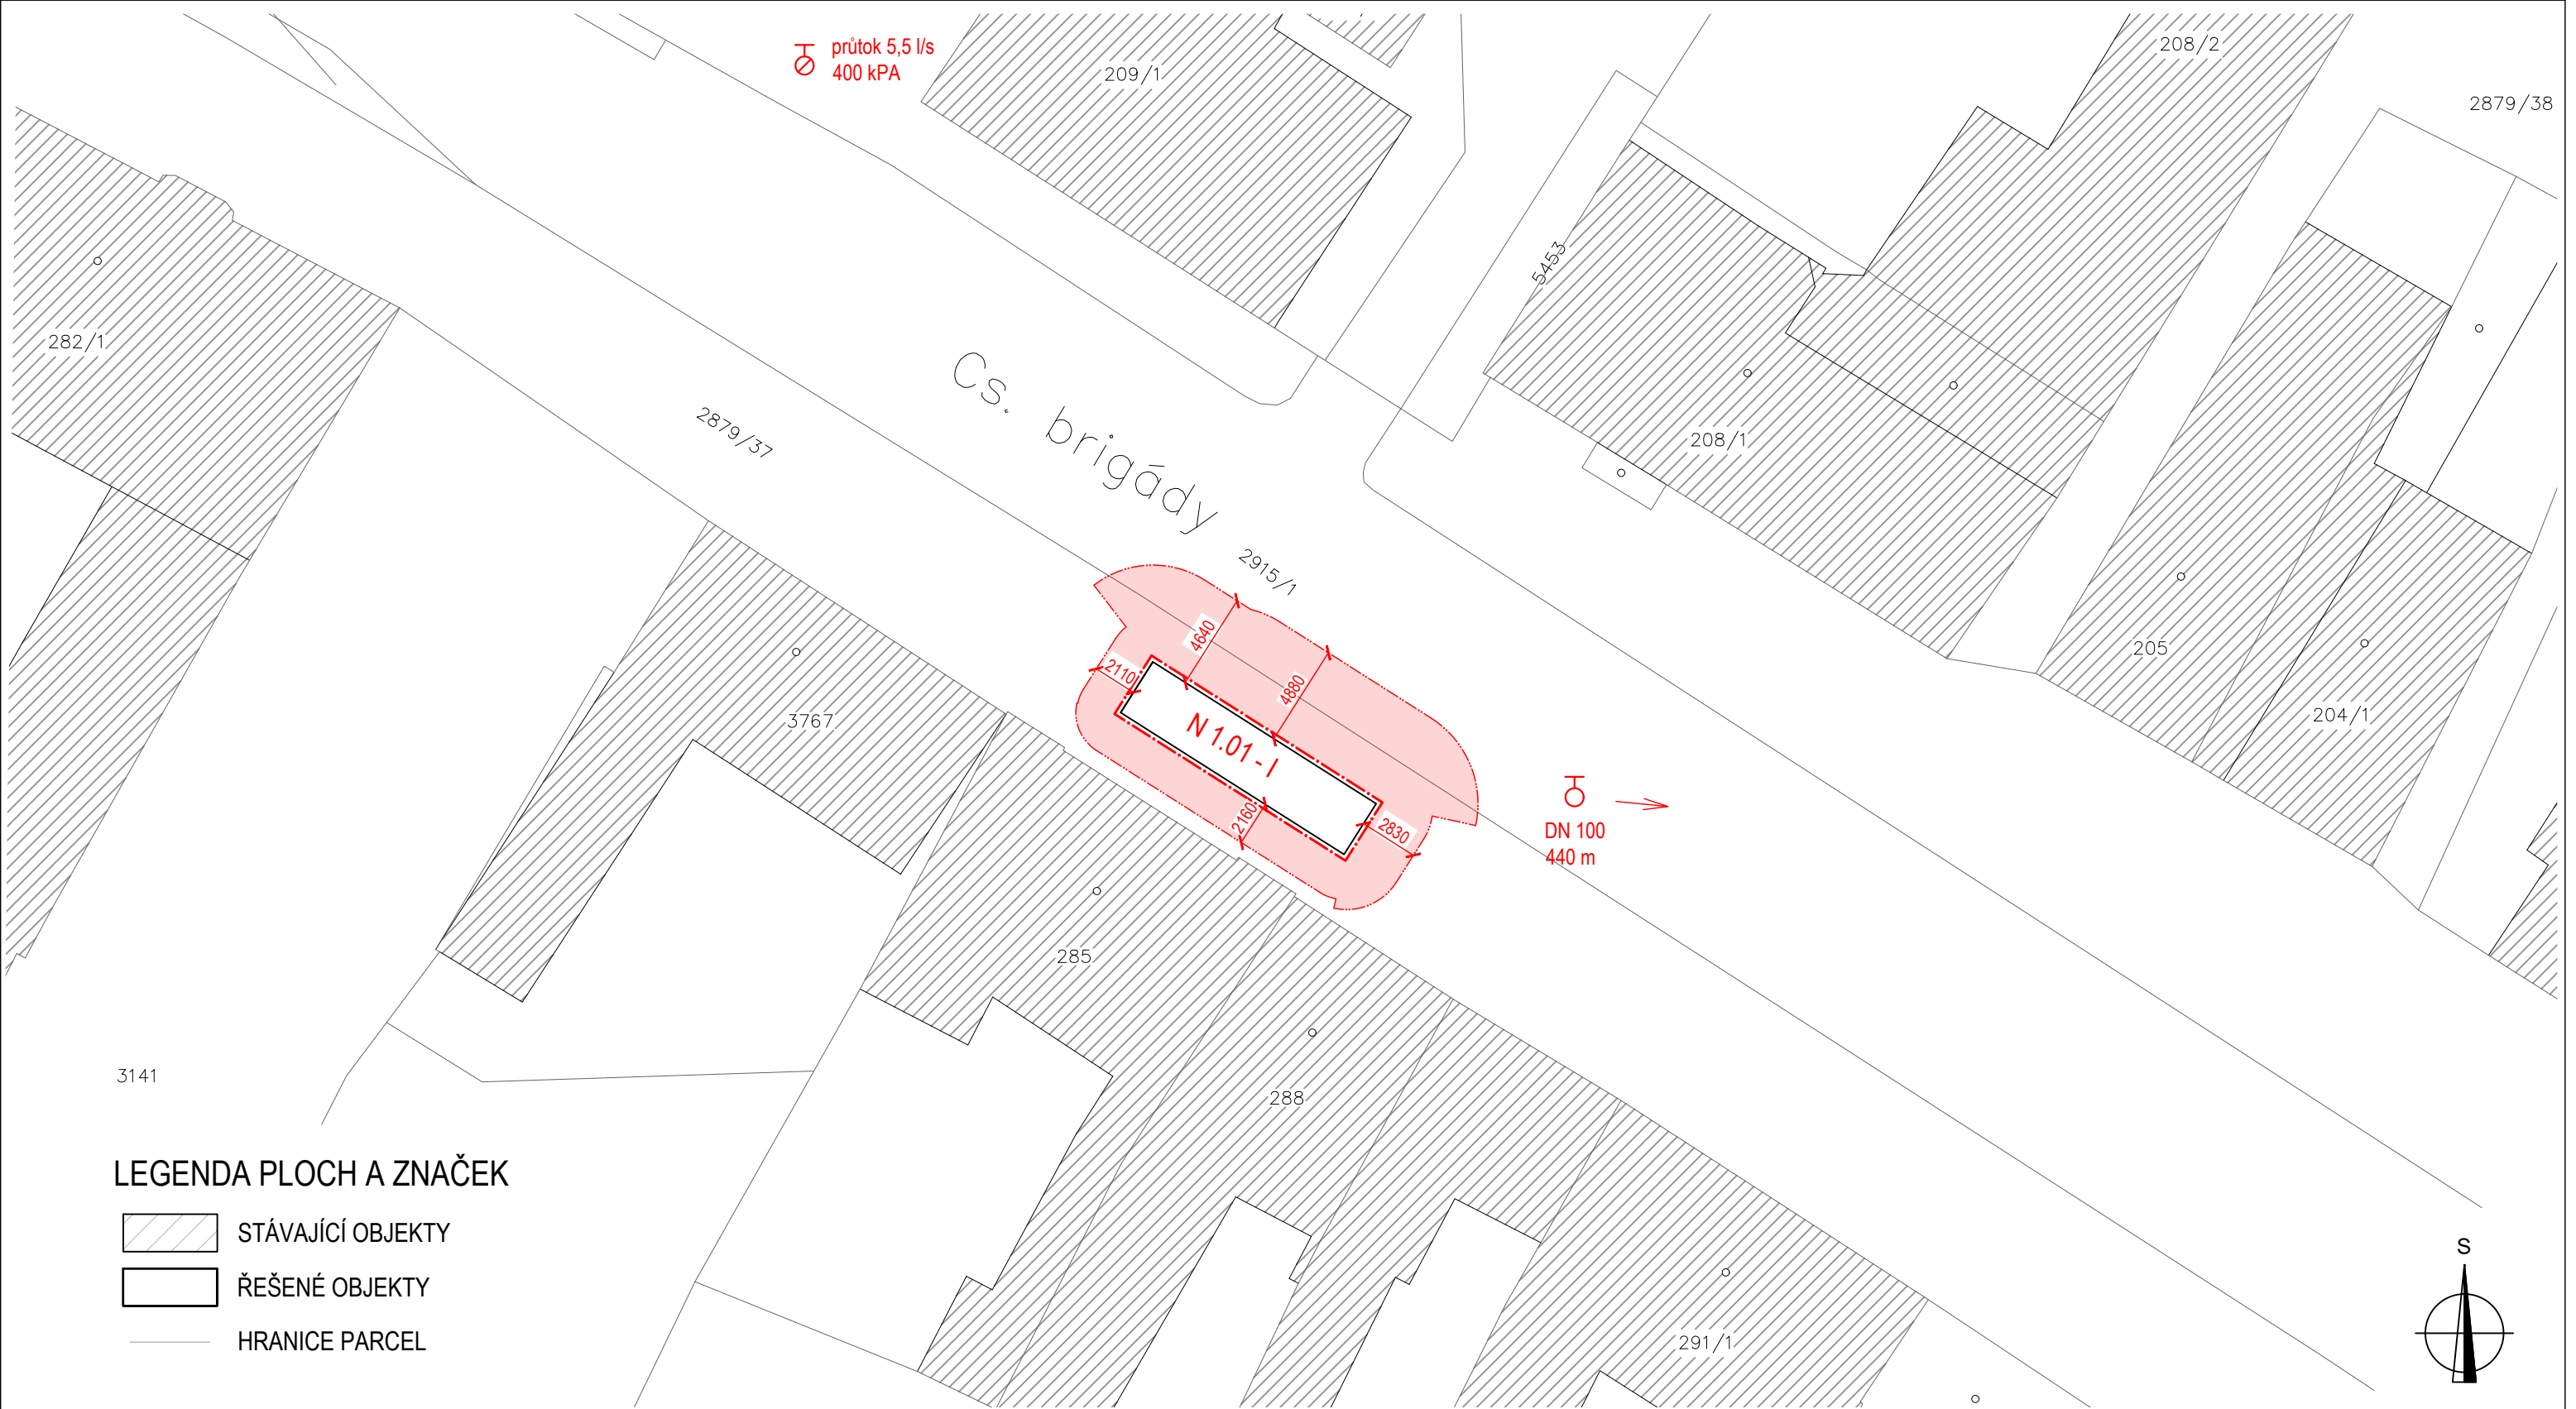 průtok 5,5 l/s
400 kPA
209/1
208/2
2879/38
5453
282/1
Cs. brigády
2879/37
208/1
2915/1
4640
2110
4880
N 1.01 - I
2160
2830
DN 100
440 m
205
204/1
3767
285
288
3141
291/1
LEGENDA PLOCH A ZNAČEK
STÁVAJÍCÍ OBJEKTY
ŘEŠENÉ OBJEKTY
HRANICE PARCEL
S